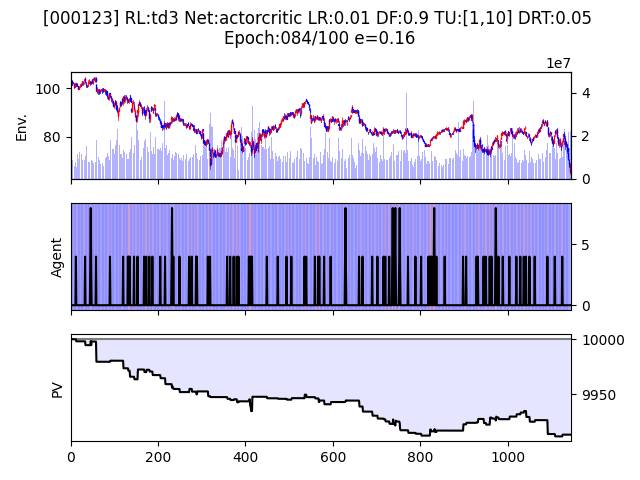 [000123] RL:td3 Net:actorcritic LR:0.01 DF:0.9 TU:[1,10] DRT:0.05
Epoch:084/100 e=0.16
1e7
100
80
Env.
4
2
0
Agent
5
0
PV
10000
9950
0
200
400
600
800
1000